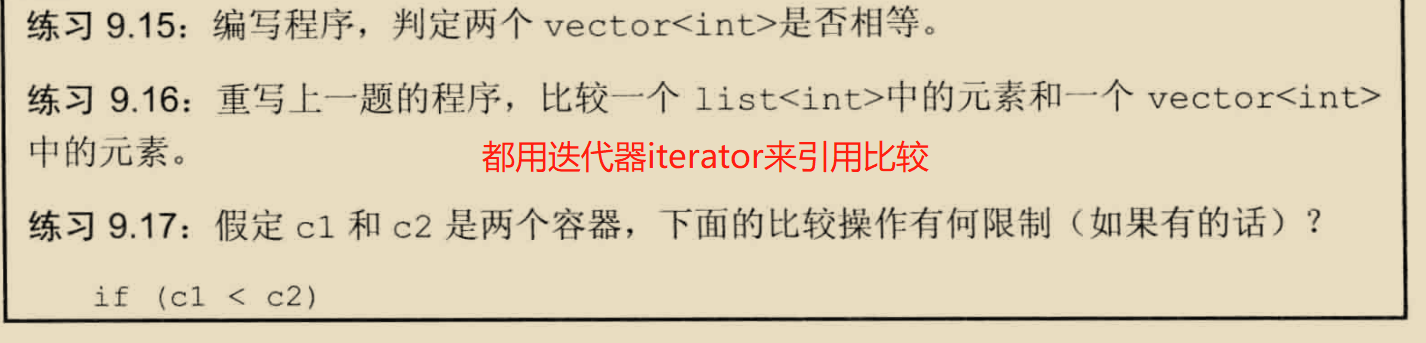 练习 9.15：编写程序，判定两个 vector<int>是否相等。
练习 9.16：重写上一题的程序，比较一个 list<int>中的元素和一个 vector<int>
中的元素。
都用迭代器iterator来引用比较
练习 9.17：假定 c1 和 c2 是两个容器，下面的比较操作有何限制（如果有的话）？
if (c1 < c2)